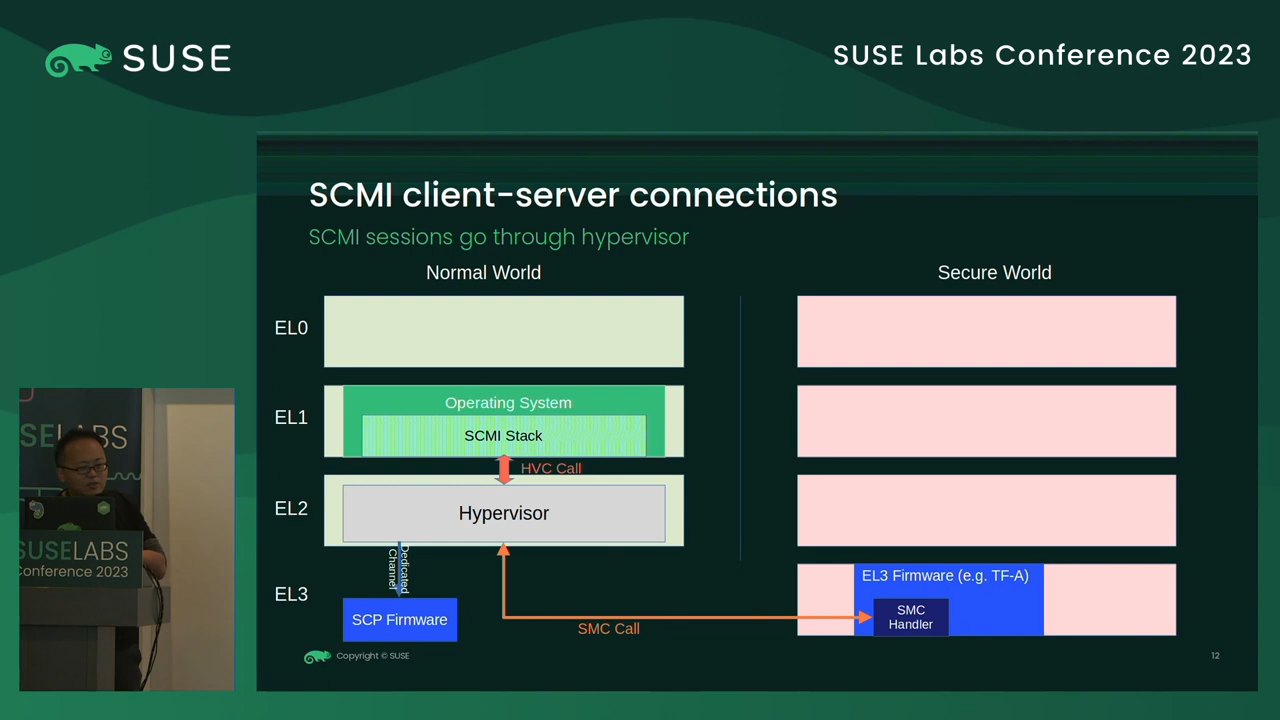 SUSE
SUSE Labs Conference 2023
SCMI client-server connections
SCMI sessions go through hypervisor
Normal World
Secure World
EL0
EL1
Operating System
SCMI Stack
HVC Call
EL2
Hypervisor
Dedicated
Channel
EL3
EL3 Firmware (e.g. TF-A)
SCP Firmware
SMC
Handler
SMC Call
Copyright © SUSE
12
SELABS
SUSELABS
Conference 2023